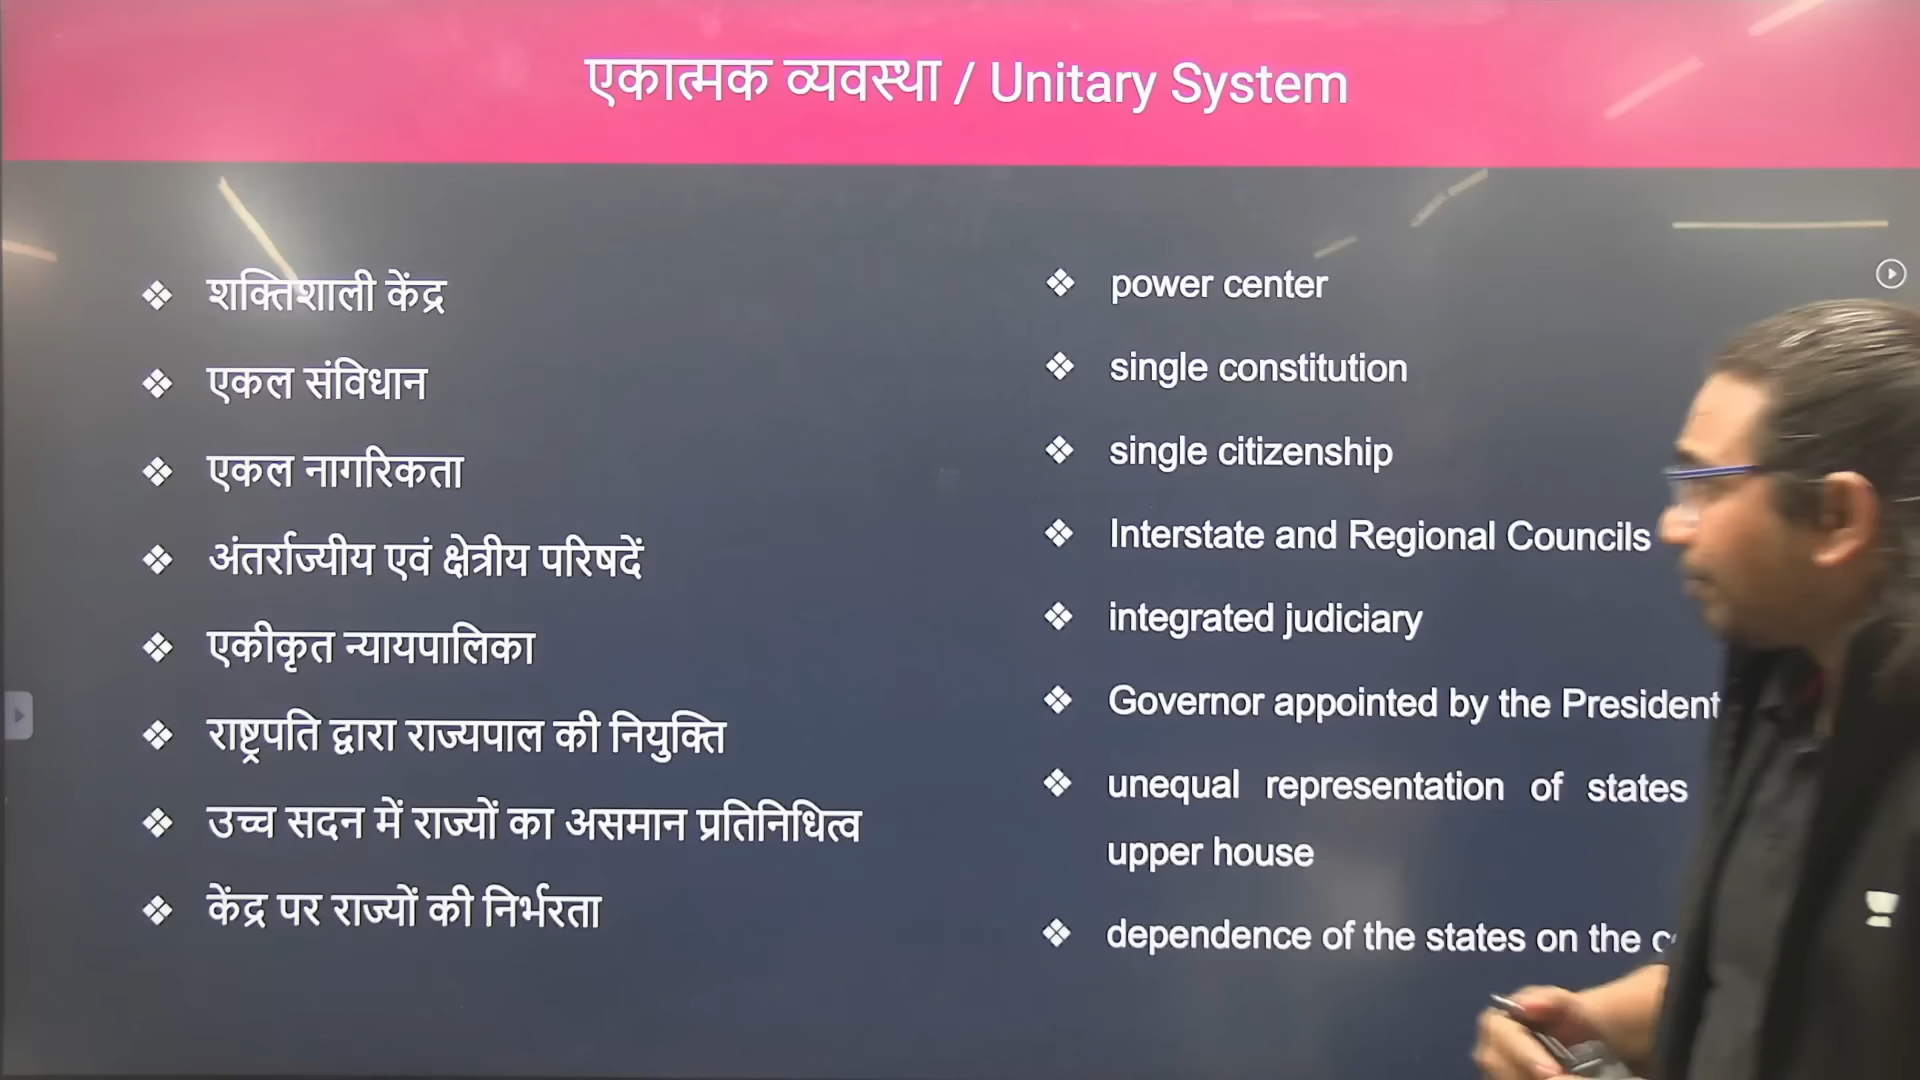 एकात्मक व्यवस्था / Unitary System
❖ शक्तिशाली केंद्र
❖ एकल संविधान
❖ एकल नागरिकता
❖ अंतर्राज्यीय एवं क्षेत्रीय परिषदें
❖ एकीकृत न्यायपालिका
❖ राष्ट्रपति द्वारा राज्यपाल की नियुक्ति
❖ उच्च सदन में राज्यों का असमान प्रतिनिधित्व
❖ केंद्र पर राज्यों की निर्भरता
❖ power center
❖ single constitution
❖ single citizenship
❖ Interstate and Regional Councils
❖ integrated judiciary
❖ Governor appointed by the President
❖ unequal representation of states
upper house
❖ dependence of the states on the